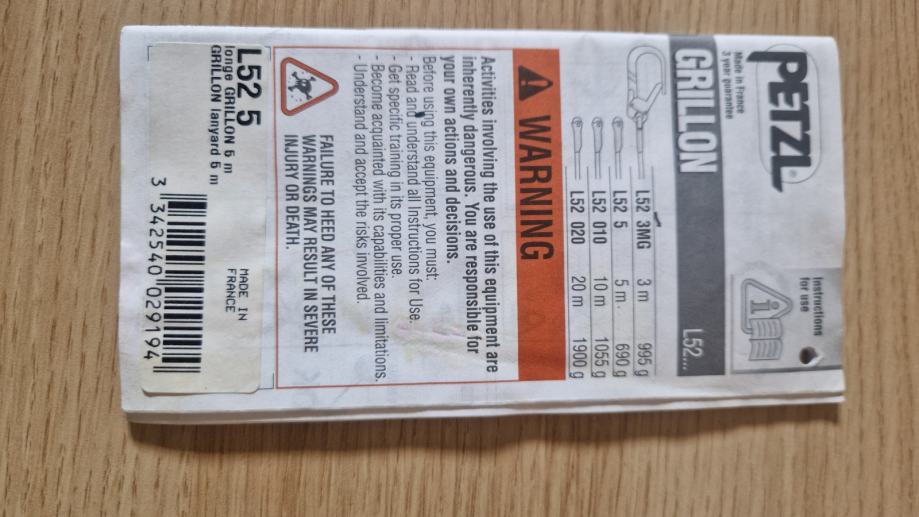 PETZL®
Made in France
3 year guarantee
Instructions
for use
GRILLON L52...
L52 3MG 3 m 995 g
L52 5 5 m 690 g
L52 010 10 m 1055 g
L52 020 20 m 1900 g
WARNING
Activities involving the use of this equipment are
inherently dangerous. You are responsible for
your own actions and decisions.
Before using this equipment, you must:
- Read and understand all Instructions for Use.
- Get specific training in its proper use.
- Become acquainted with its capabilities and limitations.
- Understand and accept the risks involved.
FAILURE TO HEED ANY OF THESE
WARNINGS MAY RESULT IN SEVERE
INJURY OR DEATH.
L52 5
longe GRILLON 5 m
GRILLON lanyard 5 m
MADE IN
FRANCE
3 342540 029194